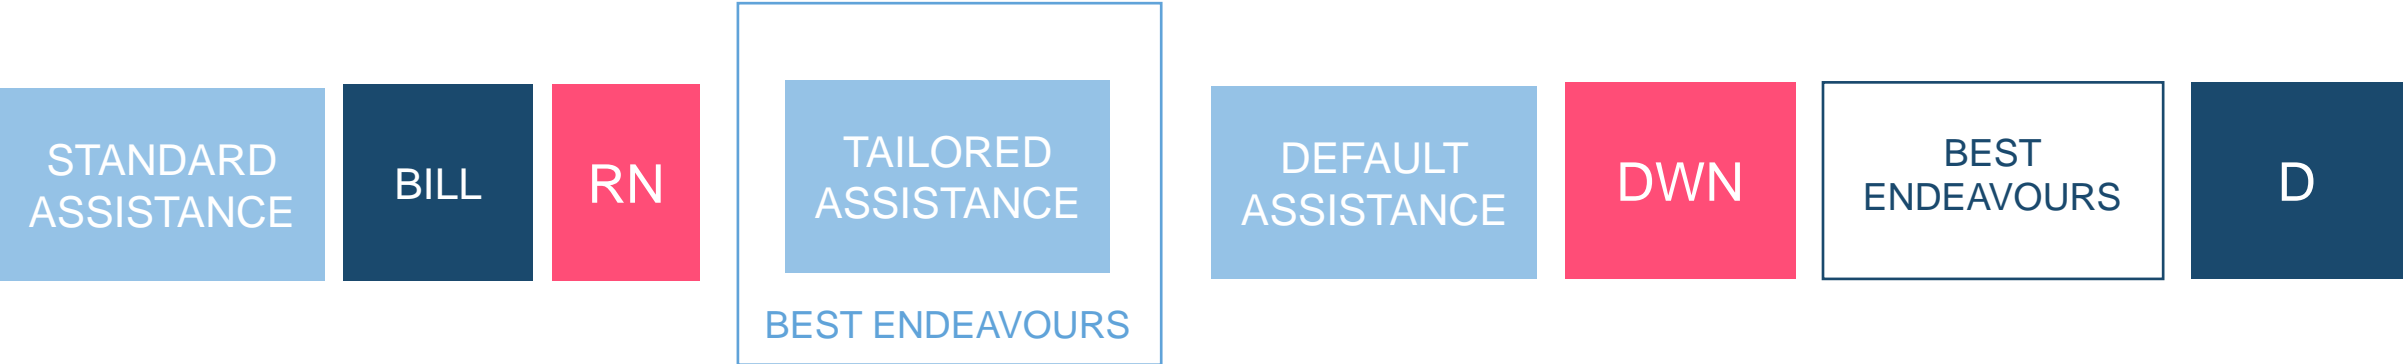 STANDARD
ASSISTANCE
BILL
RN
TAILORED
ASSISTANCE
BEST ENDEAVOURS
DEFAULT
ASSISTANCE
DWN
BEST
ENDEAVOURS
D